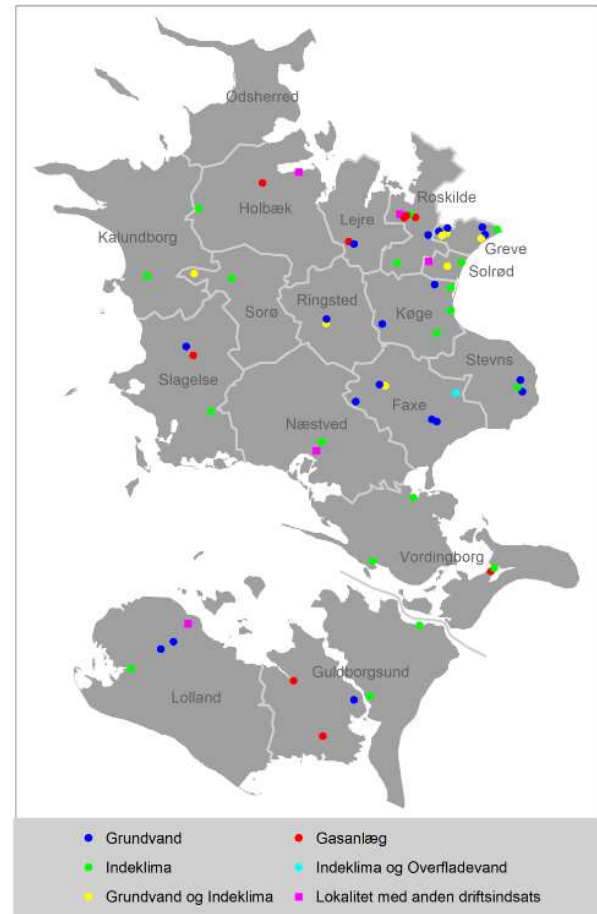 Odsherred
Roskilde
Holbæk
Lejre
Kalundborg
Greve
Solrød
Ringsted
Sorø
Køge
Stevns
Slagelse
Faxe
Næstved
Vordingborg
Guldborgsund
Lolland
Grundvand
Gasanlæg
Indeklima
Indeklima og Overfladevand
Grundvand og Indeklima
Lokalitet med anden driftsindsats